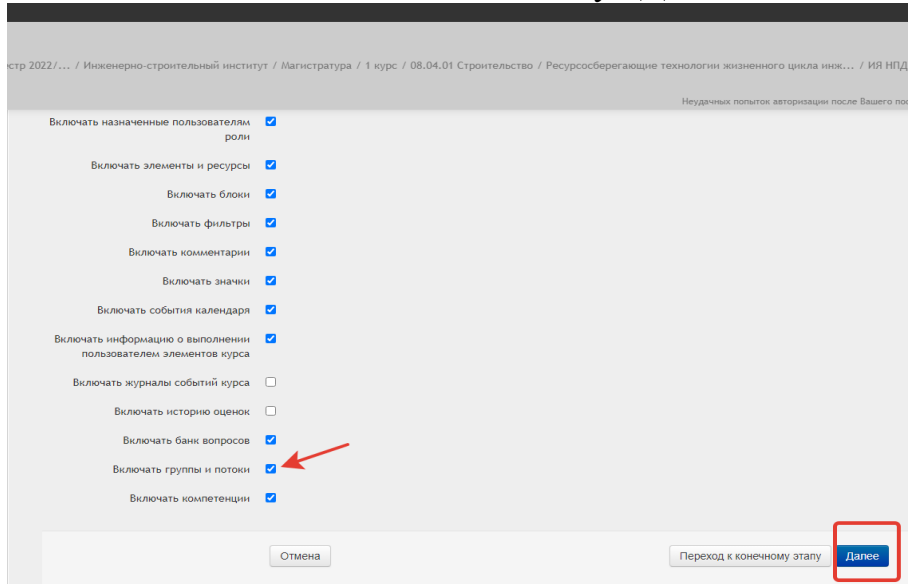 стр 2022/... / Инженерно-строительный институт / Магистратура / 1 курс / 08.04.01 Строительство / Ресурсосберегающие технологии жизненного цикла инж... / ИЯ НПД
Неудачных попыток авторизации после Вашего по
Включать назначенные пользователям
роли
Включать элементы и ресурсы
Включать блоки
Включать фильтры
Включать комментарии
Включать значки
Включать события календаря
Включать информацию о выполнении
пользователем элементов курса
Включать журналы событий курса
Включать историю оценок
Включать банк вопросов
Включать группы и потоки
Включать компетенции
Отмена
Переход к конечному этапу
Далее